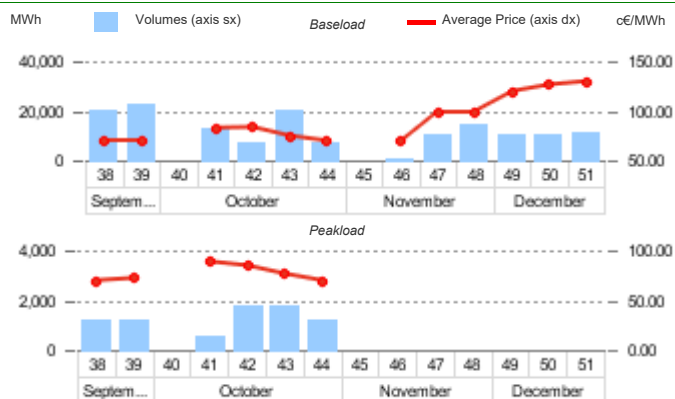 MWh Volumes (axis sx) Baseload Average Price (axis dx) c€/MWh
40,000 150.00
20,000 100.00
0 50.00
38 39 40 41 42 43 44 45 46 47 48 49 50 51
Septem... October November December
Peakload
4,000 100.00
2,000 50.00
0 0.00
38 39 40 41 42 43 44 45 46 47 48 49 50 51
Septem... October November December